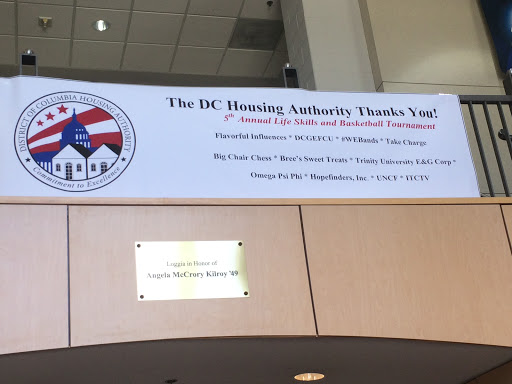 DISTRICT OF COLUMBIA HOUSING AUTHORITY
Commitment to Excellence
The DC Housing Authority Thanks You!
5th Annual Life Skills and Basketball Tournament
Flavorful Influences * DCGEFCU * #WEBands * Take Charge
Big Chair Chess * Bree's Sweet Treats * Trinity University E&G Corp *
Omega Psi Phi * Hopefinders, Inc * UNCF * ITCTV
Loggia in Honor of
Angela McCrory Kilroy '49